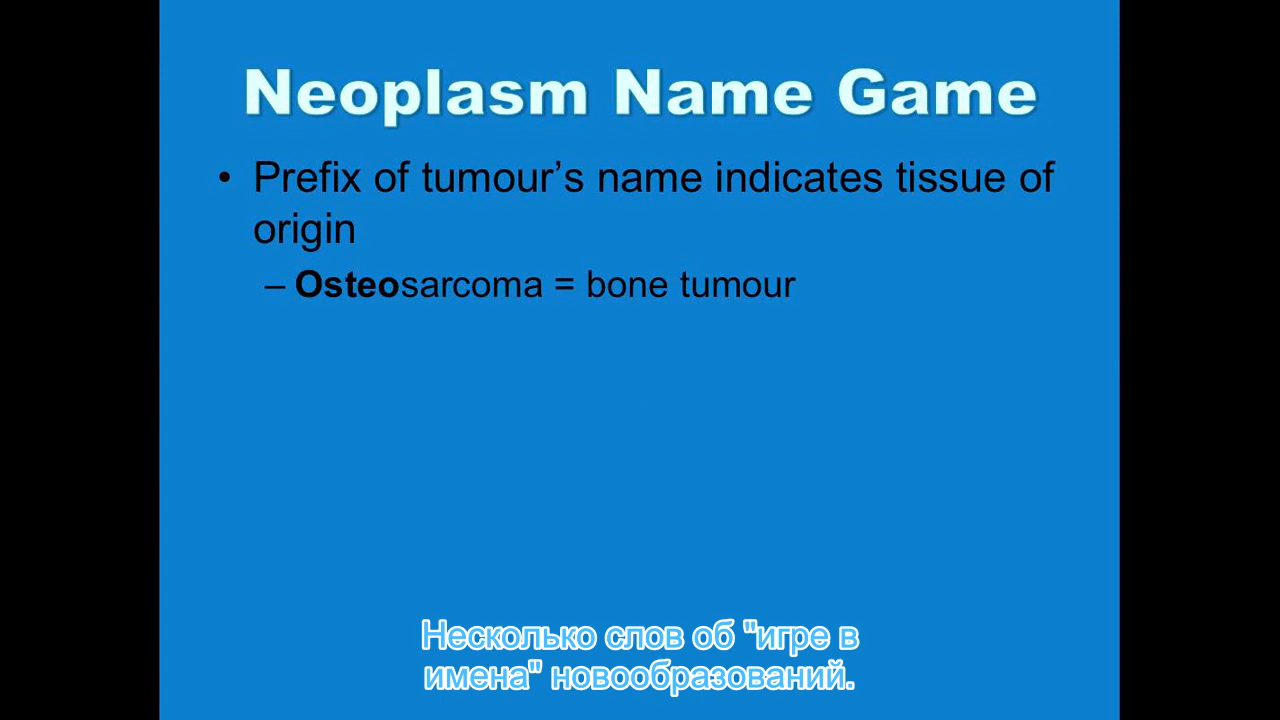 Neoplasm Name Game
• Prefix of tumour’s name indicates tissue of
origin
– Osteosarcoma = bone tumour
Несколько слов об "игре в
имена" новообразований.